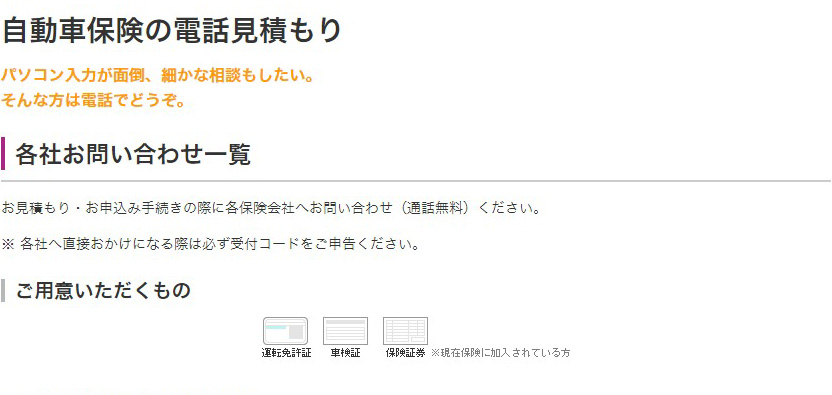 自動車保険の電話見積もり
パソコン入力が面倒、細かな相談もしたい。
そんな方は電話でどうぞ。
各社お問い合わせ一覧
お見積もり・お申込み手続きの際に各保険会社へお問い合わせ（通話無料）ください。
※ 各社へ直接おかけになる際は必ず受付コードをご申告ください。
ご用意いただくもの
運転免許証 車検証 保険証券 ※現在保険に加入されている方